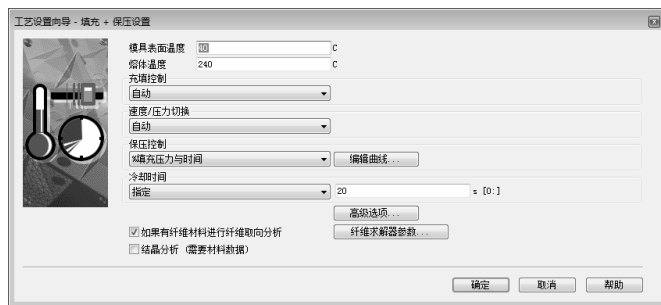 工艺设置向导 - 填充 + 保压设置
模具表面温度 40 C
熔体温度 240 C
充填控制
自动
速度/压力切换
自动
保压控制
%填充压力与时间 编辑曲线...
冷却时间
指定 20 s [0:]
高级选项...
如果有纤维材料进行纤维取向分析 纤维求解器参数...
结晶分析 (需要材料数据)
确定 取消 帮助